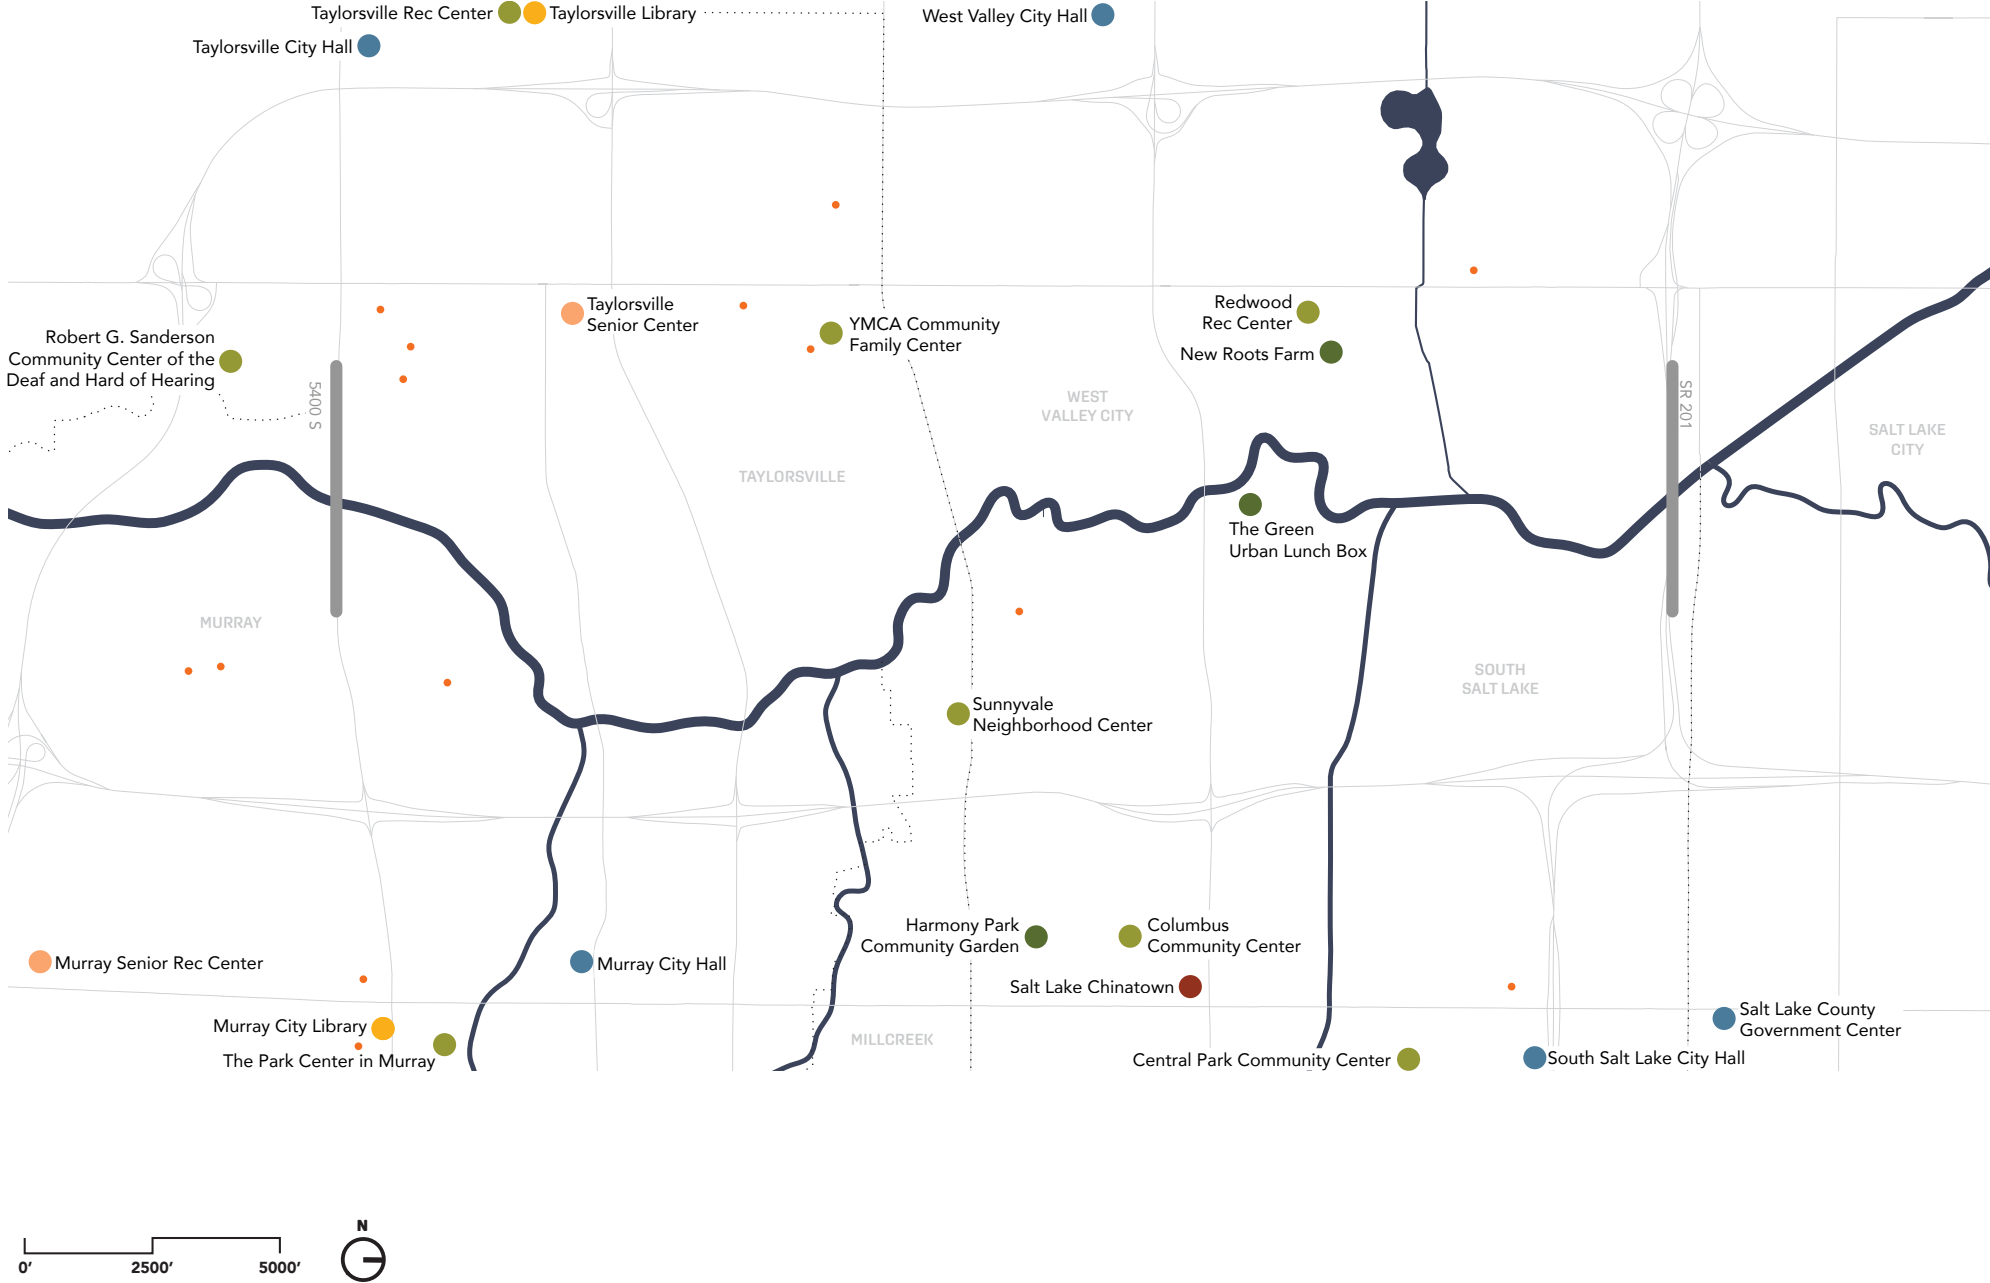 Taylorsville Rec Center
Taylorsville Library
West Valley City Hall
Taylorsville City Hall
Taylorsville
Senior Center
Redwood
Rec Center
YMCA Community
Family Center
Robert G. Sanderson
Community Center of the
Deaf and Hard of Hearing
New Roots Farm
5400 S
SR 201
WEST
VALLEY CITY
SALT LAKE
CITY
TAYLORSVILLE
The Green
Urban Lunch Box
MURRAY
SOUTH
SALT LAKE
Sunnyvale
Neighborhood Center
Harmony Park
Community Garden
Columbus
Community Center
Murray Senior Rec Center
Murray City Hall
Salt Lake Chinatown
Salt Lake County
Government Center
Murray City Library
MILLCREEK
The Park Center in Murray
Central Park Community Center
South Salt Lake City Hall
N
0’
2500’
5000’